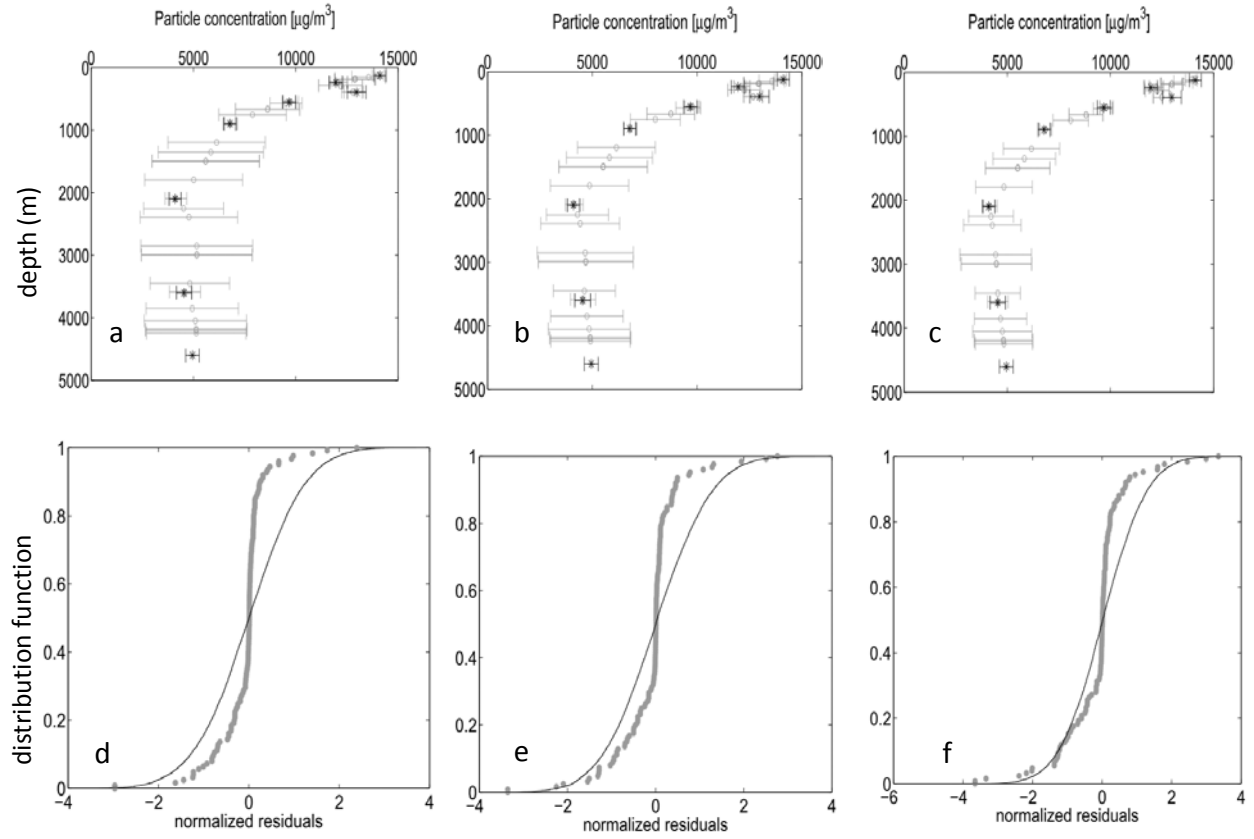 Particle concentration [µg/m³] Particle concentration [µg/m³] Particle concentration [µg/m³]
0 5000 10000 15000 0 5000 10000 15000 0 5000 10000 15000
0 0 0
1000 1000 1000
2000 2000 2000
3000 3000 3000
4000 4000 4000
5000 5000 5000
depth (m)
a b c
1 1 1
0.8 0.8 0.8
0.6 0.6 0.6
0.4 0.4 0.4
0.2 0.2 0.2
0 0 0
distribution function
d e f
−4 −2 0 2 4 −4 −2 0 2 4 −6 −4 −2 0 2 4
normalized residuals normalized residuals normalized residuals